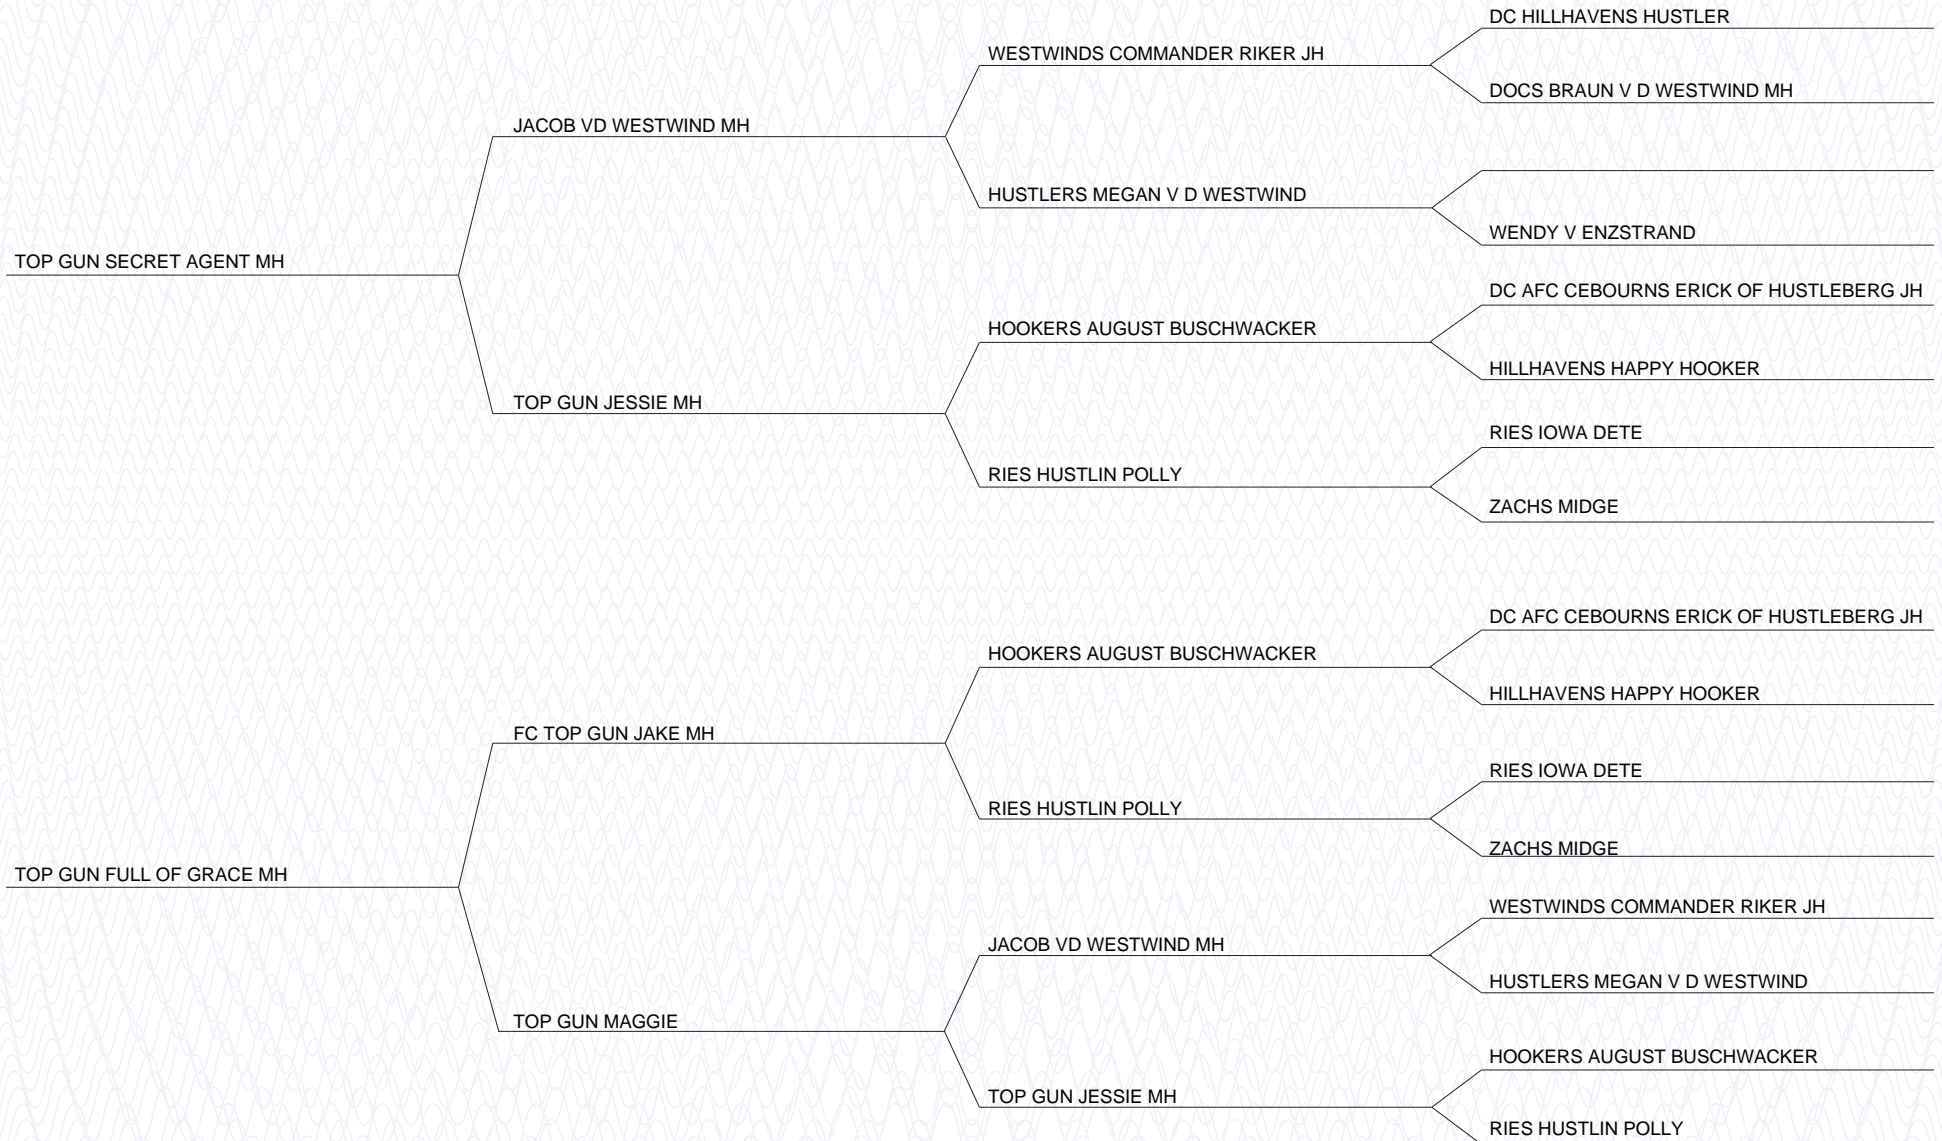 DC HILLHAVENS HUSTLER
WESTWINDS COMMANDER RIKER JH
DOCS BRAUN V D WESTWIND MH
JACOB VD WESTWIND MH
HUSTLERS MEGAN V D WESTWIND
WENDY V ENZSTRAND
TOP GUN SECRET AGENT MH
DC AFC CEBOURNS ERICK OF HUSTLEBERG JH
HOOKERS AUGUST BUSCHWACKER
HILLHAVENS HAPPY HOOKER
TOP GUN JESSIE MH
RIES IOWA DETE
RIES HUSTLIN POLLY
ZACHS MIDGE
DC AFC CEBOURNS ERICK OF HUSTLEBERG JH
HOOKERS AUGUST BUSCHWACKER
HILLHAVENS HAPPY HOOKER
FC TOP GUN JAKE MH
RIES IOWA DETE
RIES HUSTLIN POLLY
ZACHS MIDGE
TOP GUN FULL OF GRACE MH
WESTWINDS COMMANDER RIKER JH
JACOB VD WESTWIND MH
HUSTLERS MEGAN V D WESTWIND
TOP GUN MAGGIE
HOOKERS AUGUST BUSCHWACKER
TOP GUN JESSIE MH
RIES HUSTLIN POLLY